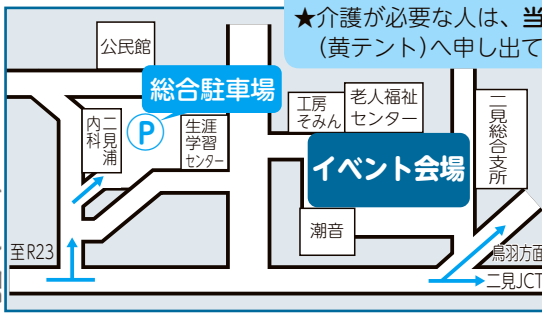 ★介護が必要な人は、当
(黄テント)へ申し出て
公民館
総合駐車場
P
二見浦
内科
生涯
学習
センター
工房
そみん
老人福祉
センター
二見総合支所
イベント会場
潮音
至R23
鳥羽方面
二見JCT